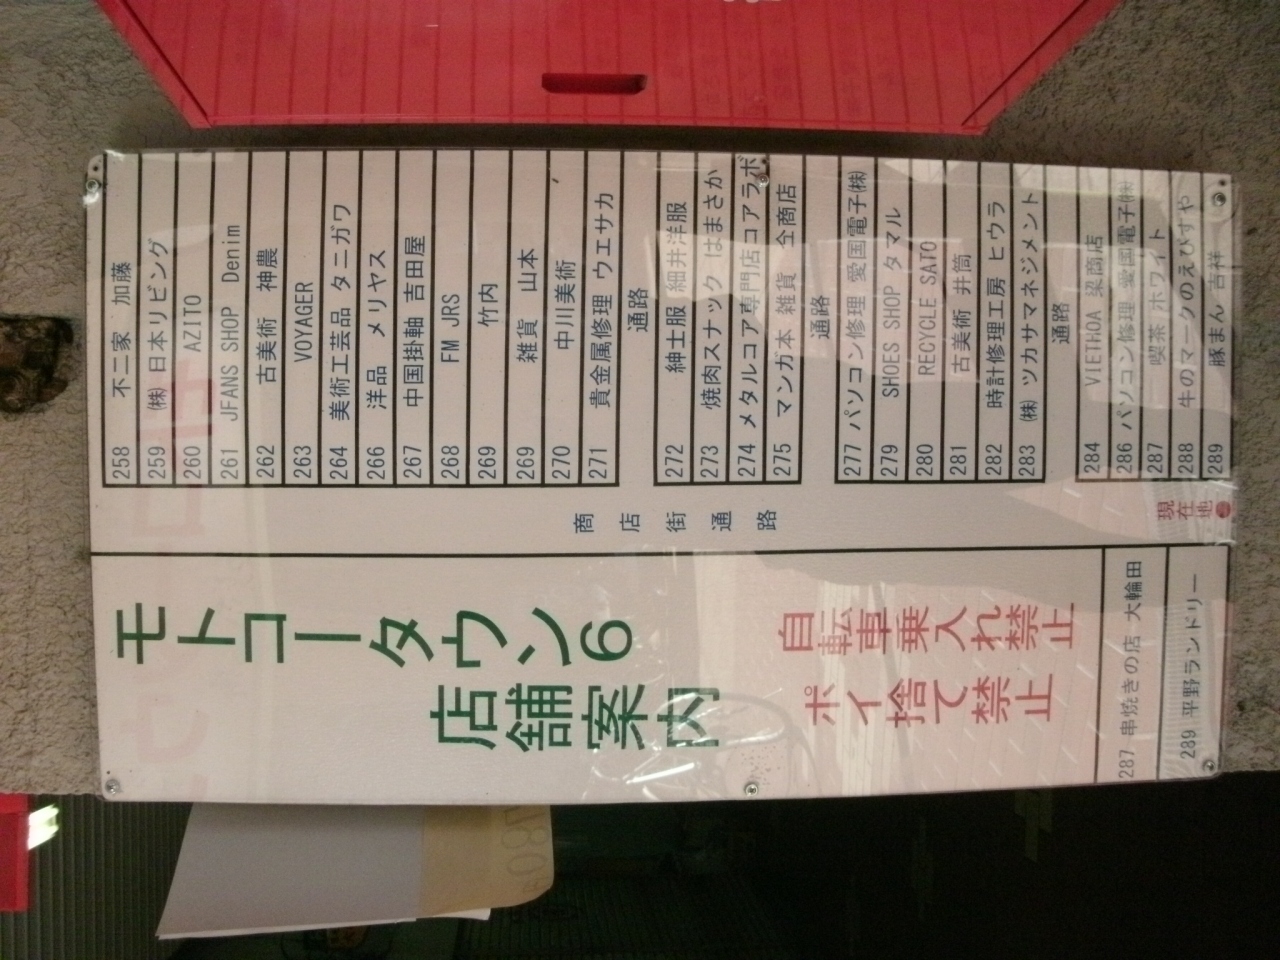 モトコータウン6
店舗案内
自転車乗入れ禁止
ポイ捨て禁止
287 串焼きの店 大輪田
289 平野ランドリー
商店街通路
現在地
258 不二家 加藤
259 ㈱ 日本リビング
260 AZITO
261 JFANS SHOP Denim
262 古美術 神農
263 VOYAGER
264 美術工芸品 タニガワ
266 洋品 メリヤス
267 中国掛軸 吉田屋
268 FM JRS
269 竹内
269 雑貨 山本
270 中川美術
271 貴金属修理 ウエサカ
通路
272 紳士服 細井洋服
273 焼肉スナック はまさか
274 メタルコア専門店コアラボ
275 マンガ本 雑貨 仝商店
通路
277 パソコン修理 愛国電子㈱
279 SHOES SHOP タマル
280 RECYCLE SATO
281 古美術 井筒
282 時計修理工房 ヒウラ
283 ㈱ ツカサマネジメント
通路
284 VIETHOA 梁商店
286 パソコン修理 愛国電子㈱
287 喫茶 ホワイト
288 牛のマークのえびすや
289 豚まん 吉祥